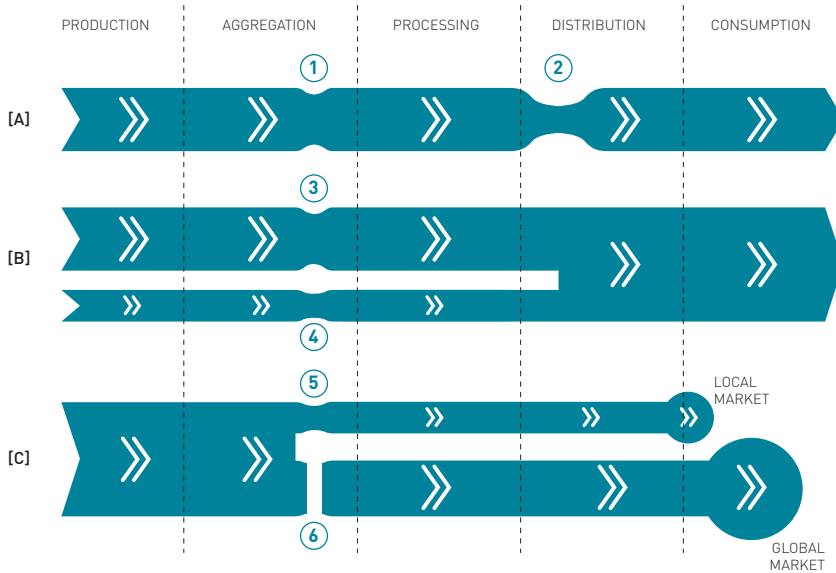 PRODUCTION AGGREGATION PROCESSING DISTRIBUTION CONSUMPTION
1 2
[A]
3
[B]
4
5
LOCAL
MARKET
[C]
6
GLOBAL
MARKET